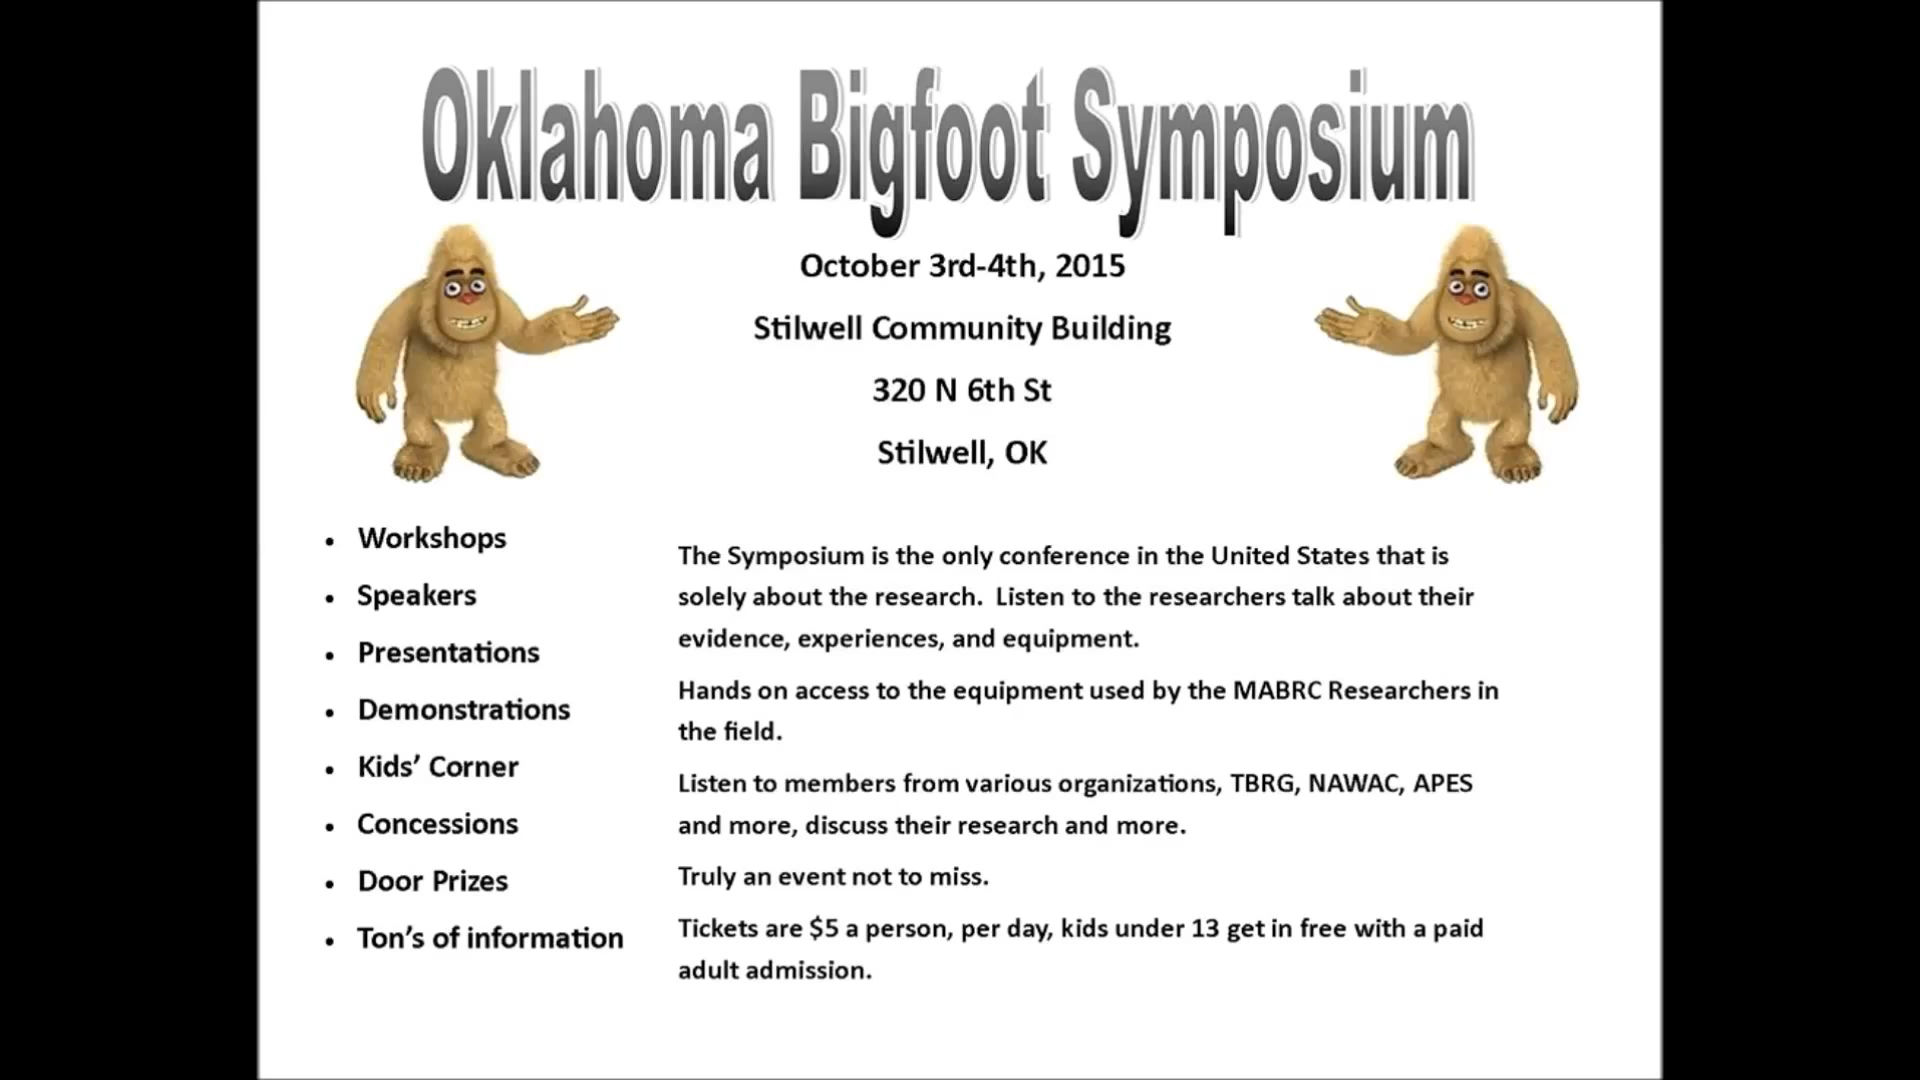 Oklahoma Bigfoot Symposium
October 3rd-4th, 2015
Stilwell Community Building
320 N 6th St
Stilwell, OK
• Workshops
• Speakers
• Presentations
• Demonstrations
• Kids’ Corner
• Concessions
• Door Prizes
• Ton’s of information
The Symposium is the only conference in the United States that is
solely about the research.  Listen to the researchers talk about their
evidence, experiences, and equipment.
Hands on access to the equipment used by the MABRC Researchers in
the field.
Listen to members from various organizations, TBRG, NAWAC, APES
and more, discuss their research and more.
Truly an event not to miss.
Tickets are $5 a person, per day, kids under 13 get in free with a paid
adult admission.